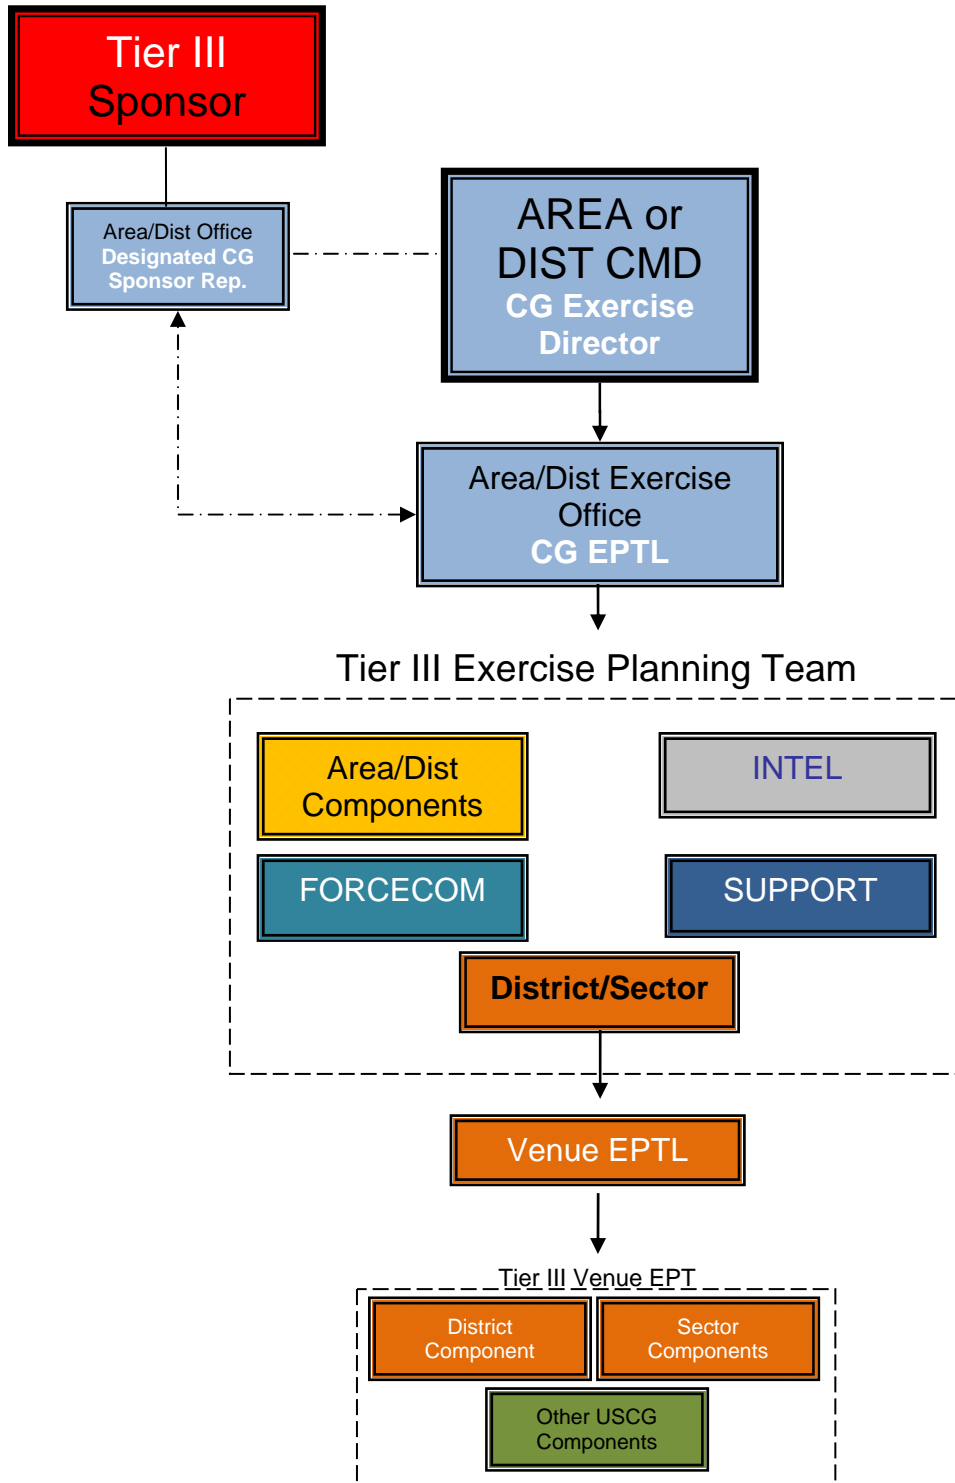 Tier III
Sponsor
Area/Dist Office
Designated CG
Sponsor Rep.
AREA or
DIST CMD
CG Exercise
Director
Area/Dist Exercise
Office
CG EPTL
Tier III Exercise Planning Team
Area/Dist
Components
INTEL
FORCECOM
SUPPORT
District/Sector
Venue EPTL
Tier III Venue EPT
District
Component
Sector
Components
Other USCG
Components